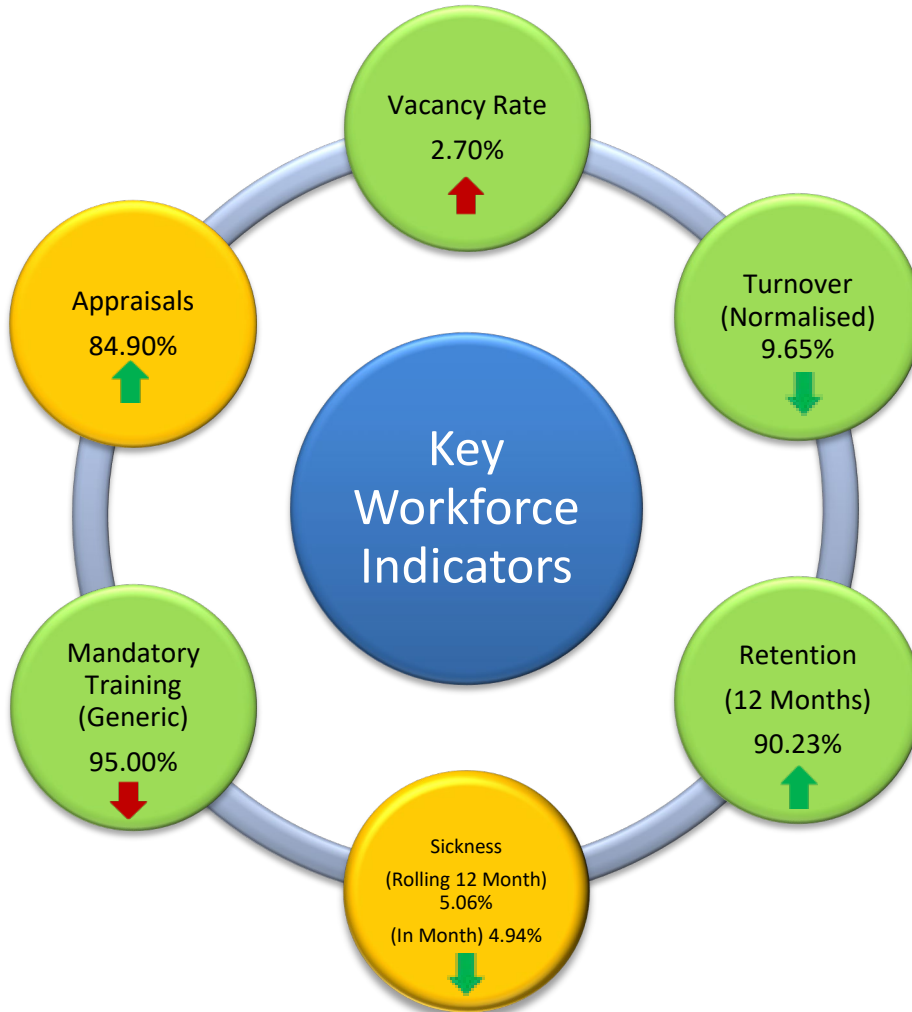 Vacancy Rate
2.70%
Turnover
(Normalised)
9.65%
Retention
(12 Months)
90.23%
Sickness
(Rolling 12 Month)
5.06%
(In Month) 4.94%
Mandatory
Training
(Generic)
95.00%
Appraisals
84.90%
Key
Workforce
Indicators